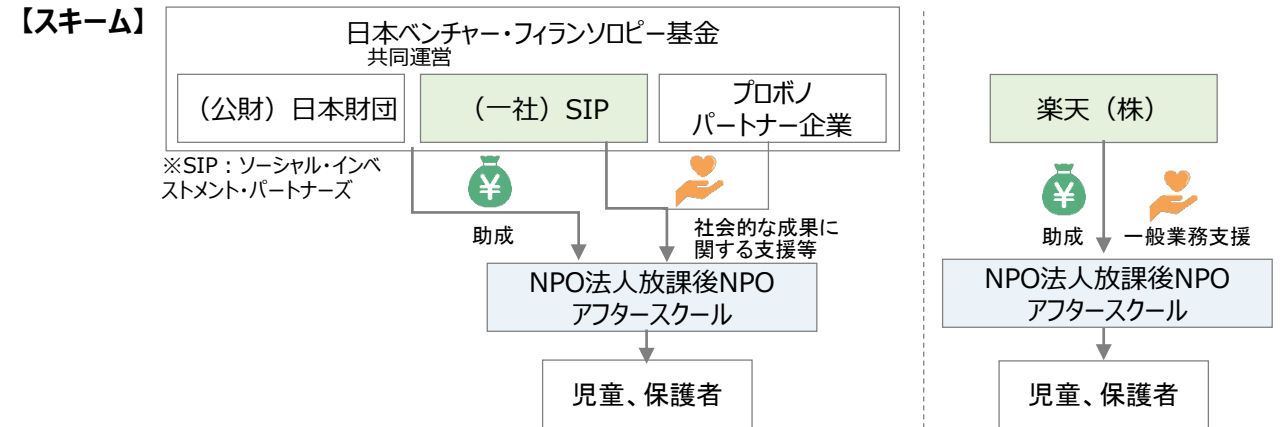 【スキーム】
日本ベンチャー・フィランソロピー基金
共同運営
（公財）日本財団
（一社）SIP
プロボノ
パートナー企業
※SIP：ソーシャル・インベ
ストメント・パートナーズ
¥
助成
社会的な成果に
関する支援等
NPO法人放課後NPO
アフタースクール
児童、保護者
楽天（株）
¥
助成
一般業務支援
NPO法人放課後NPO
アフタースクール
児童、保護者